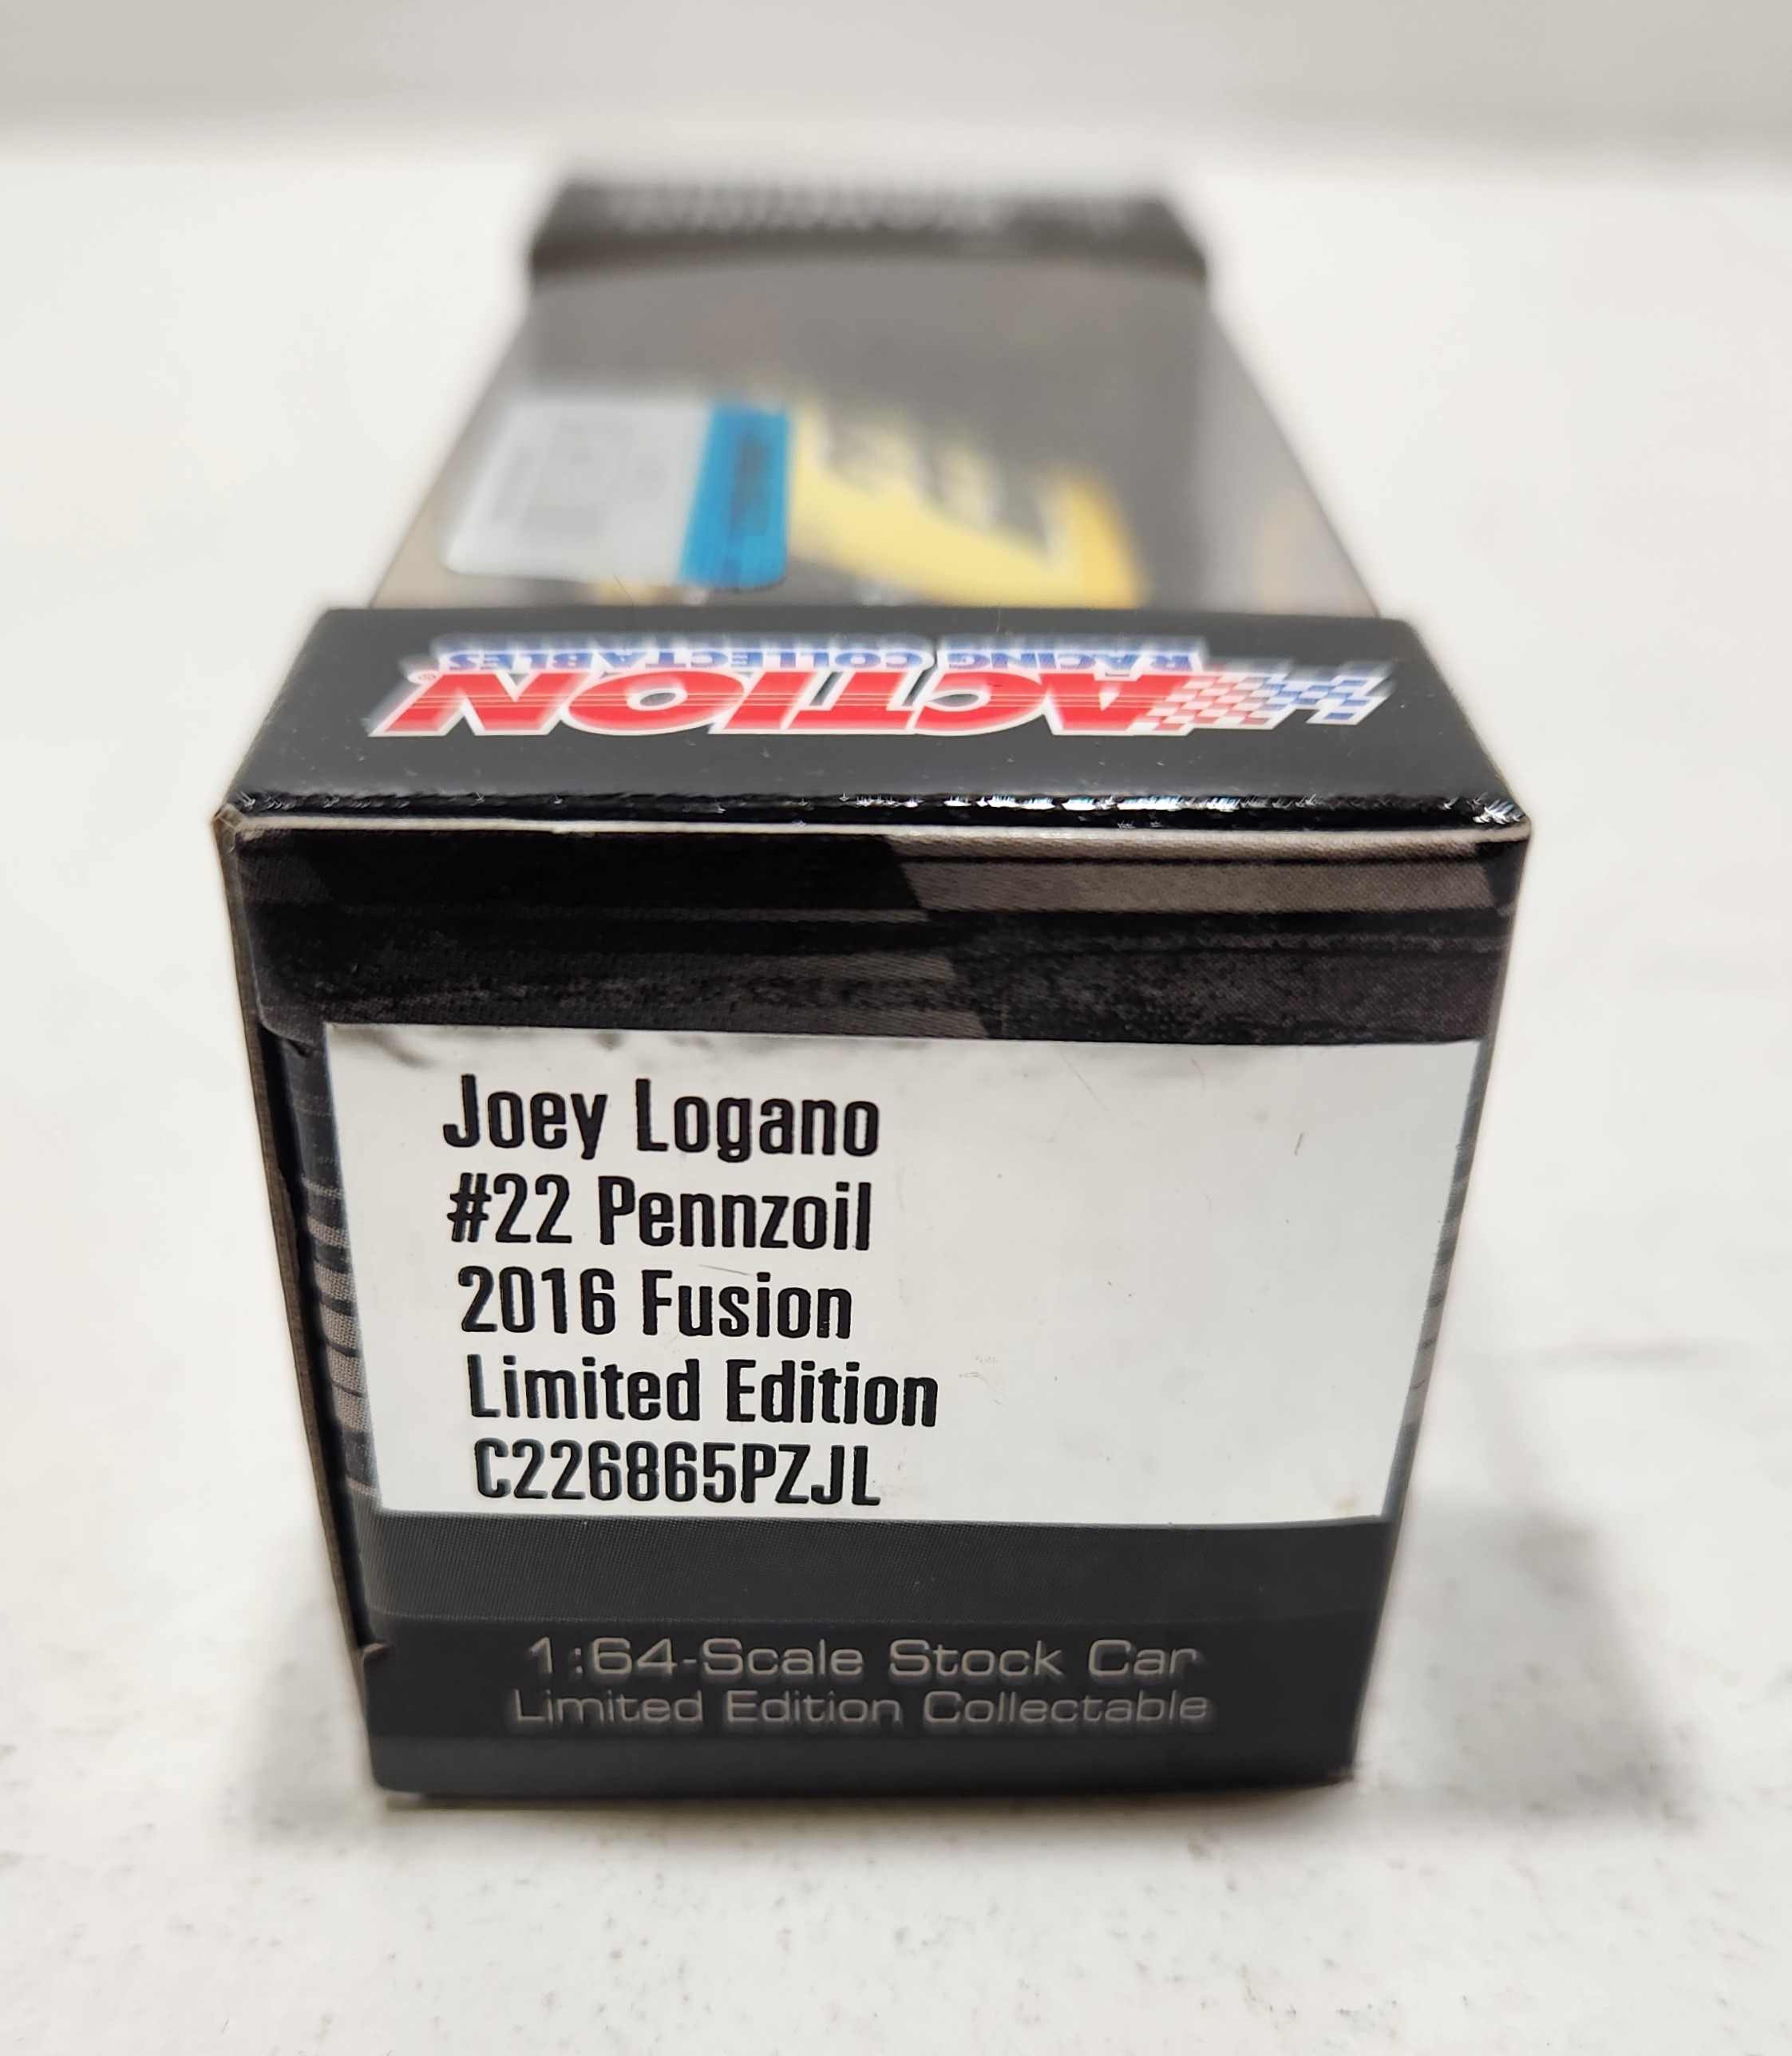 ACTION
RACING COLLECTABLES
Joey Logano
#22 Pennzoil
2016 Fusion
Limited Edition
C226865PZJL
1:64-Scale Stock Car
Limited Edition Collectable